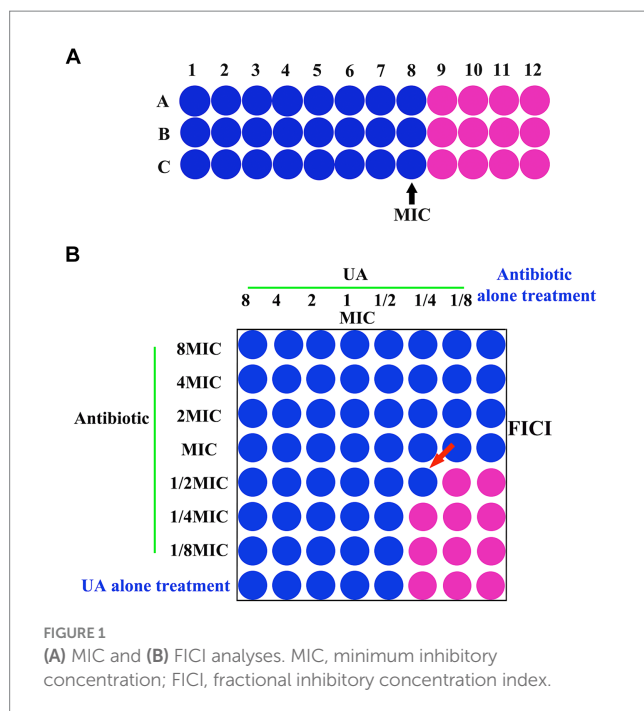 A
1 2 3 4 5 6 7 8 9 10 11 12
A
B
C
MIC
B
UA
Antibiotic
alone treatment
8 4 2 1 1/2 1/4 1/8
MIC
8MIC
4MIC
2MIC
Antibiotic
FICI
MIC
1/2MIC
1/4MIC
1/8MIC
UA alone treatment
FIGURE 1
(A) MIC and (B) FICI analyses. MIC, minimum inhibitory
concentration; FICI, fractional inhibitory concentration index.